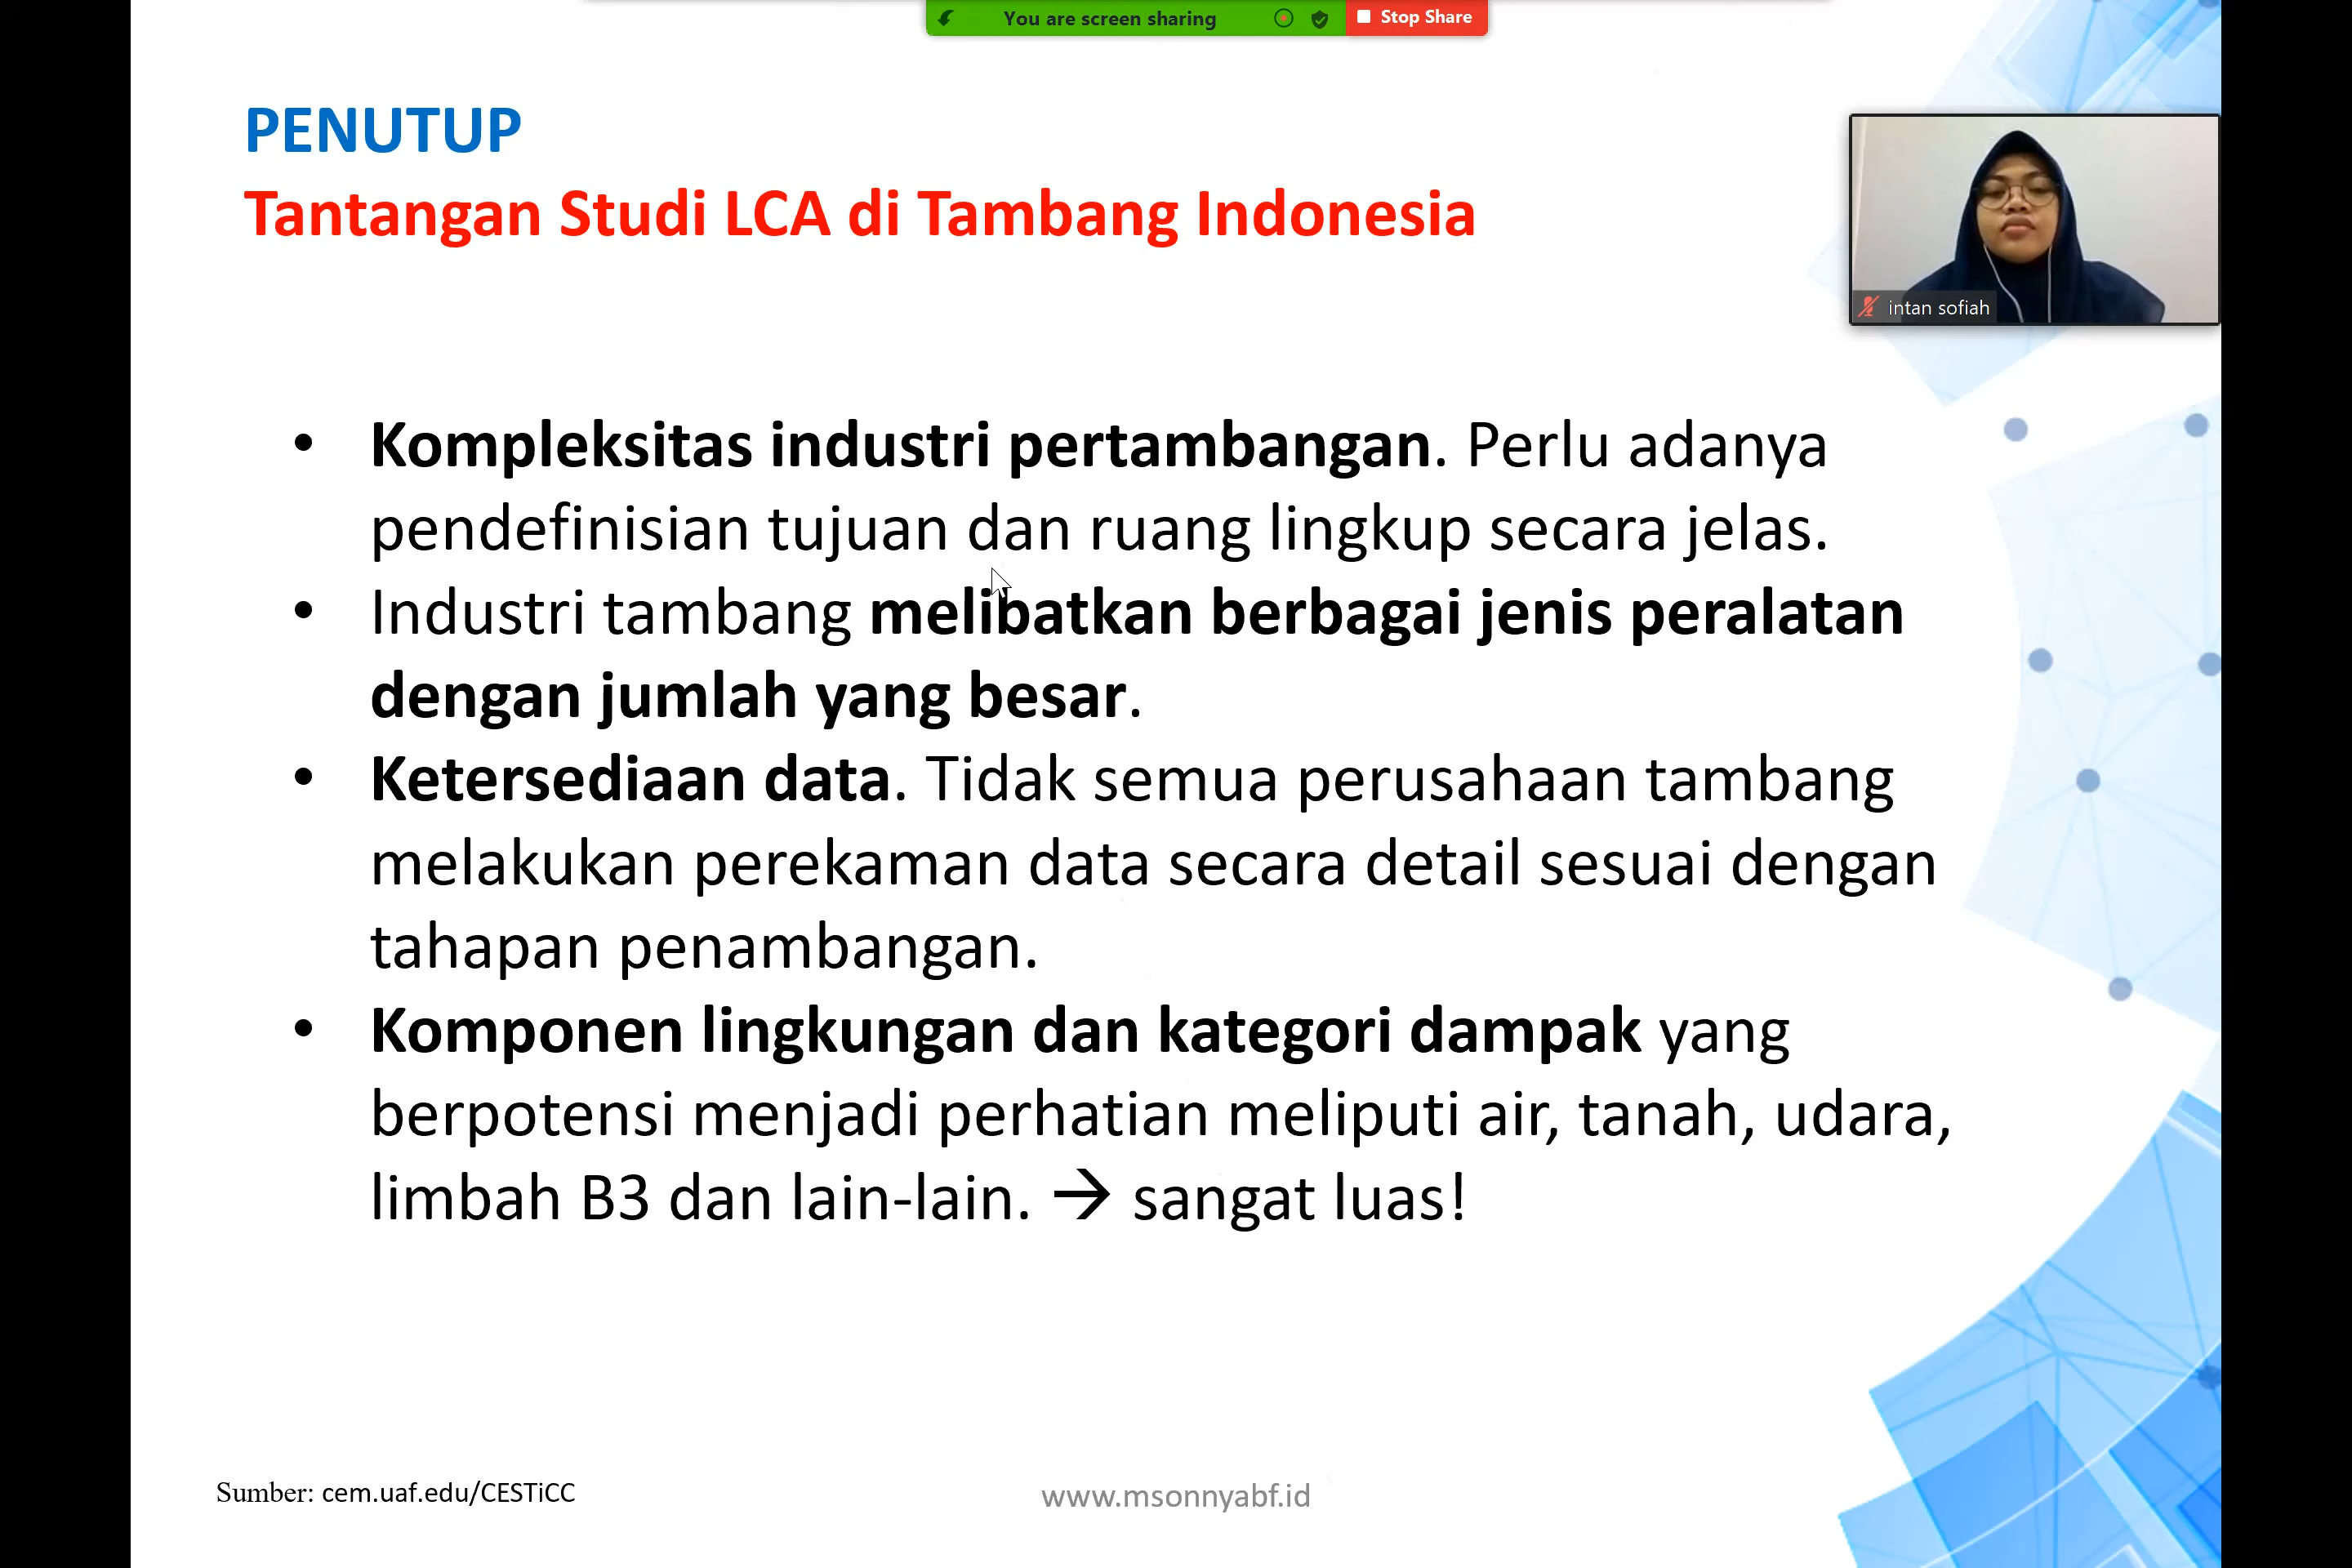 You are screen sharing
Stop Share
PENUTUP
Tantangan Studi LCA di Tambang Indonesia
intan sofiah
• Kompleksitas industri pertambangan. Perlu adanya
pendefinisian tujuan dan ruang lingkup secara jelas.
• Industri tambang melibatkan berbagai jenis peralatan
dengan jumlah yang besar.
• Ketersediaan data. Tidak semua perusahaan tambang
melakukan perekaman data secara detail sesuai dengan
tahapan penambangan.
• Komponen lingkungan dan kategori dampak yang
berpotensi menjadi perhatian meliputi air, tanah, udara,
limbah B3 dan lain-lain. → sangat luas!
Sumber: cem.uaf.edu/CESTiCC
www.msonnyabf.id